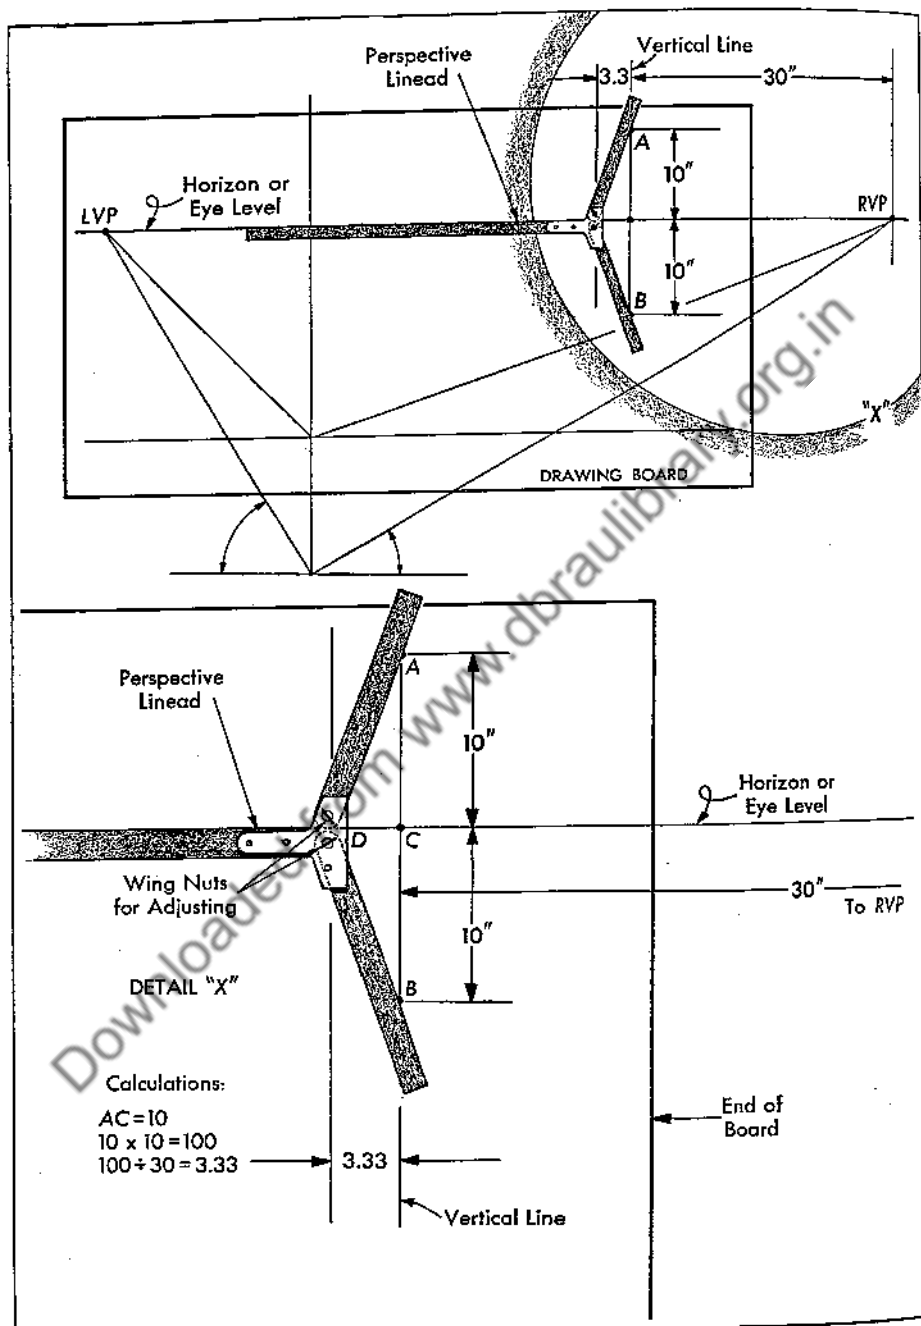 Perspective
Linead
Vertical Line
3.3
30"
A
10"
Horizon or
Eye Level
LVP
RVP
10"
B
"X"
DRAWING BOARD
A
Perspective
Linead
10"
Horizon or
Eye Level
D
C
Wing Nuts
for Adjusting
30"
To RVP
10"
DETAIL "X"
B
Calculations:
AC=10
10 x 10=100
100÷30=3.33
3.33
End of
Board
Vertical Line
Downloaded from www.dbraulibrary.org.in